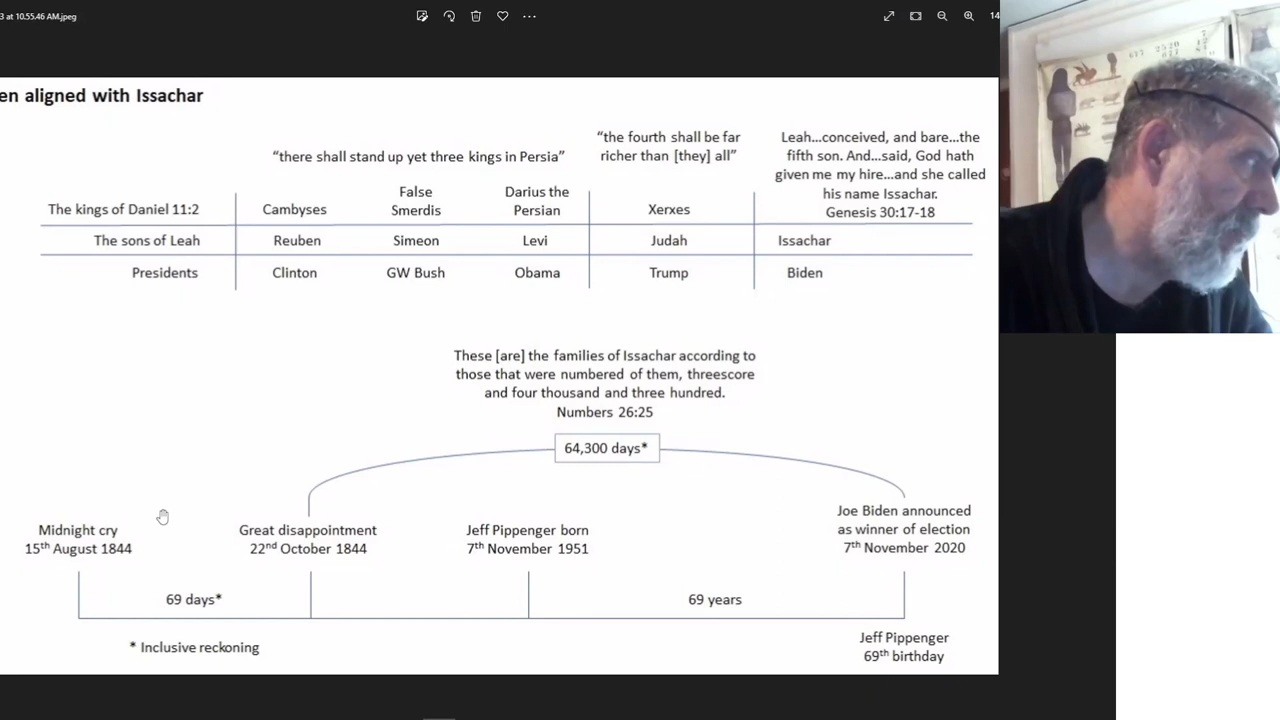 3 at 10.55.46 AM.jpeg
14
en aligned with Issachar
"there shall stand up yet three kings in Persia"
"the fourth shall be far
richer than [they] all"
Leah...conceived, and bare...the
fifth son. And...said, God hath
given me my hire...and she called
his name Issachar.
Genesis 30:17-18
The kings of Daniel 11:2
Cambyses
False
Smerdis
Darius the
Persian
Xerxes
The sons of Leah
Reuben
Simeon
Levi
Judah
Issachar
Presidents
Clinton
GW Bush
Obama
Trump
Biden
These [are] the families of Issachar according to
those that were numbered of them, threescore
and four thousand and three hundred.
Numbers 26:25
64,300 days*
Midnight cry
15th August 1844
Great disappointment
22nd October 1844
Jeff Pippenger born
7th November 1951
Joe Biden announced
as winner of election
7th November 2020
69 days*
69 years
* Inclusive reckoning
Jeff Pippenger
69th birthday
2520